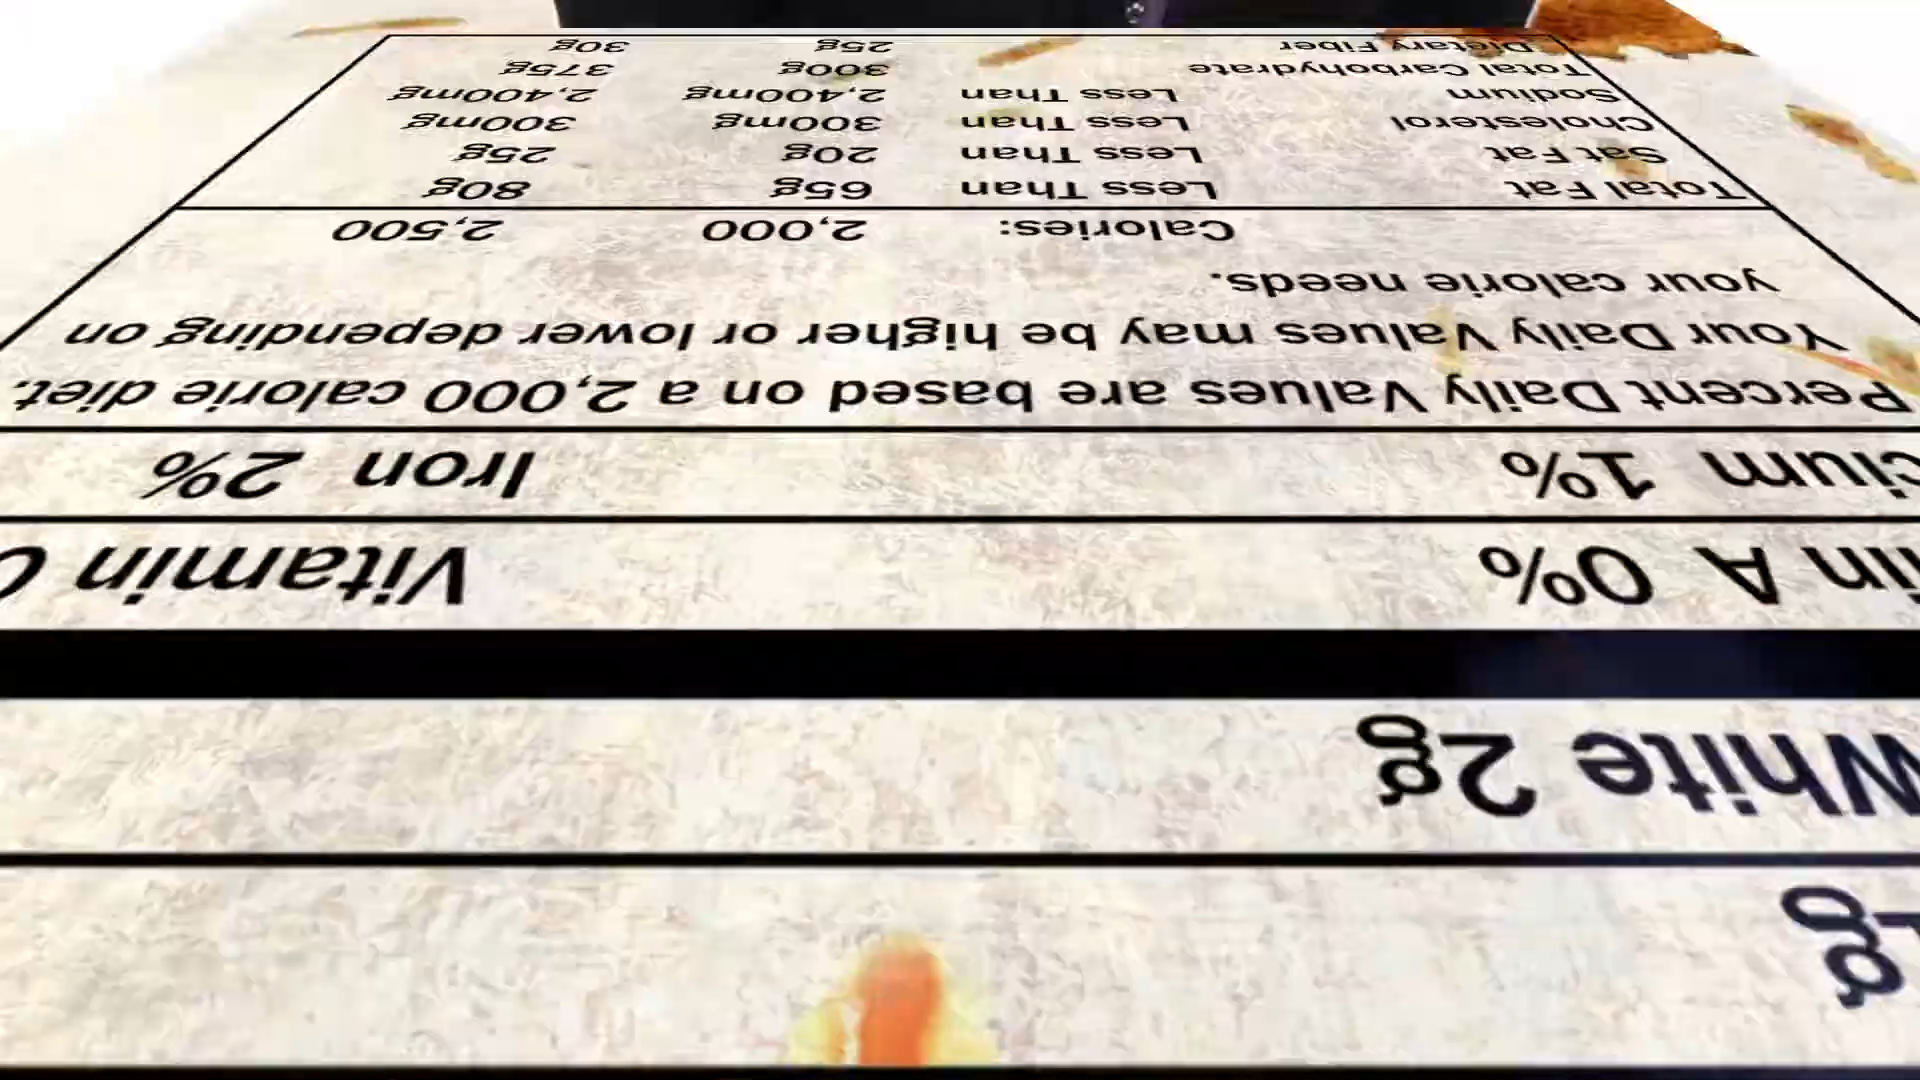 g
White 2g
in A 0% Vitamin C
cium 1% Iron 2%
Percent Daily Values are based on a 2,000 calorie diet.
Your Daily Values may be higher or lower depending on
your calorie needs.
Calories: 2,000 2,500
Total Fat Less Than 65g 80g
Sat Fat Less Than 20g 25g
Cholesterol Less Than 300mg 300mg
Sodium Less Than 2,400mg 2,400mg
Total Carbohydrate 300g 375g
Dietary Fiber 25g 30g